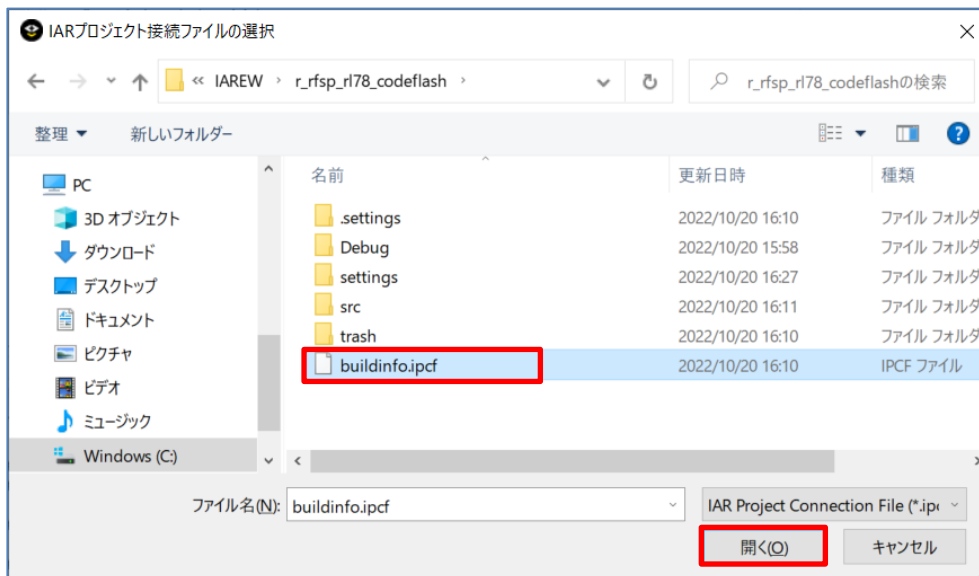 IARプロジェクト接続ファイルの選択
« IAREW › r_rfsp_rl78_codeflash ›
r_rfsp_rl78_codeflashの検索
整理
新しいフォルダー
名前
更新日時
種類
PC
3D オブジェクト
ダウンロード
デスクトップ
ドキュメント
ピクチャ
ビデオ
ミュージック
Windows (C:)
.settings 2022/10/20 16:10 ファイル フォルダ
Debug 2022/10/20 15:58 ファイル フォルダ
settings 2022/10/20 16:27 ファイル フォルダ
src 2022/10/20 16:11 ファイル フォルダ
trash 2022/10/20 16:10 ファイル フォルダ
buildinfo.ipcf 2022/10/20 16:10 IPCF ファイル
ファイル名(N): buildinfo.ipcf
IAR Project Connection File (*.ipc
開く(O)
キャンセル